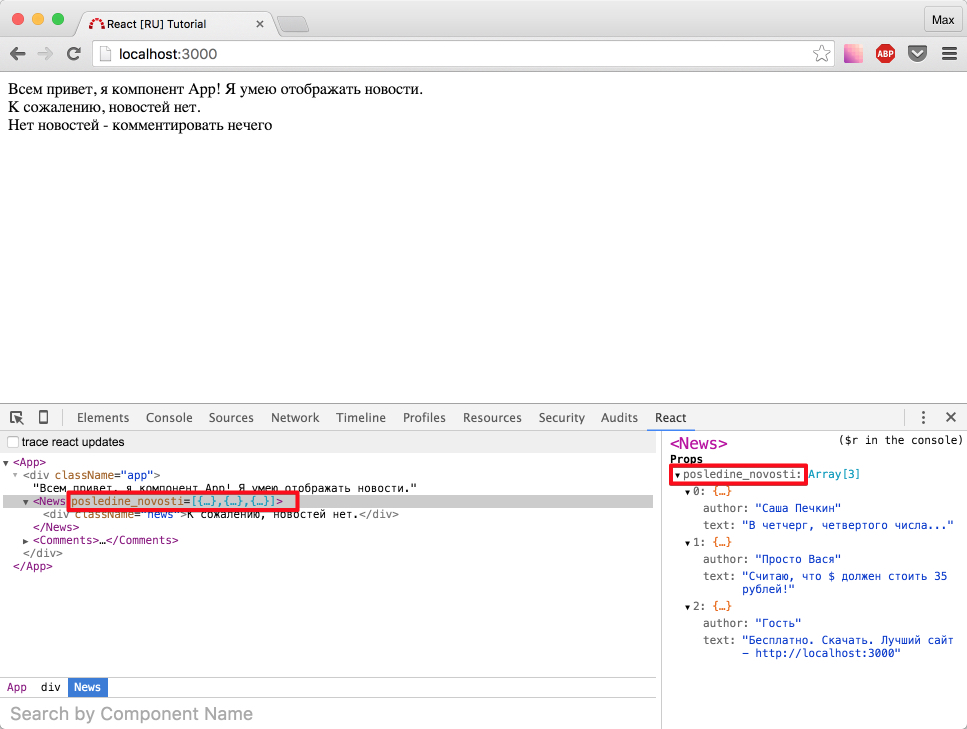 React [RU] Tutorial
Max
localhost:3000
ABP
Всем привет, я компонент App! Я умею отображать новости.
К сожалению, новостей нет.
Нет новостей - комментировать нечего
Elements Console Sources Network Timeline Profiles Resources Security Audits React
trace react updates
<App>
<div className="app">
"Всем привет, я компонент App! Я умею отображать новости."
<News posledine_novosti=[{…},{…},{…}]>
<div className="news">К сожалению, новостей нет.</div>
</News>
<Comments>…</Comments>
</div>
</App>
App div News
Search by Component Name
<News> ($r in the console)
Props
posledine_novosti: Array[3]
0: {…}
author: "Саша Печкин"
text: "В четчерг, четвертого числа..."
1: {…}
author: "Просто Вася"
text: "Считаю, что $ должен стоить 35
рублей!"
2: {…}
author: "Гость"
text: "Бесплатно. Скачать. Лучший сайт
- http://localhost:3000"